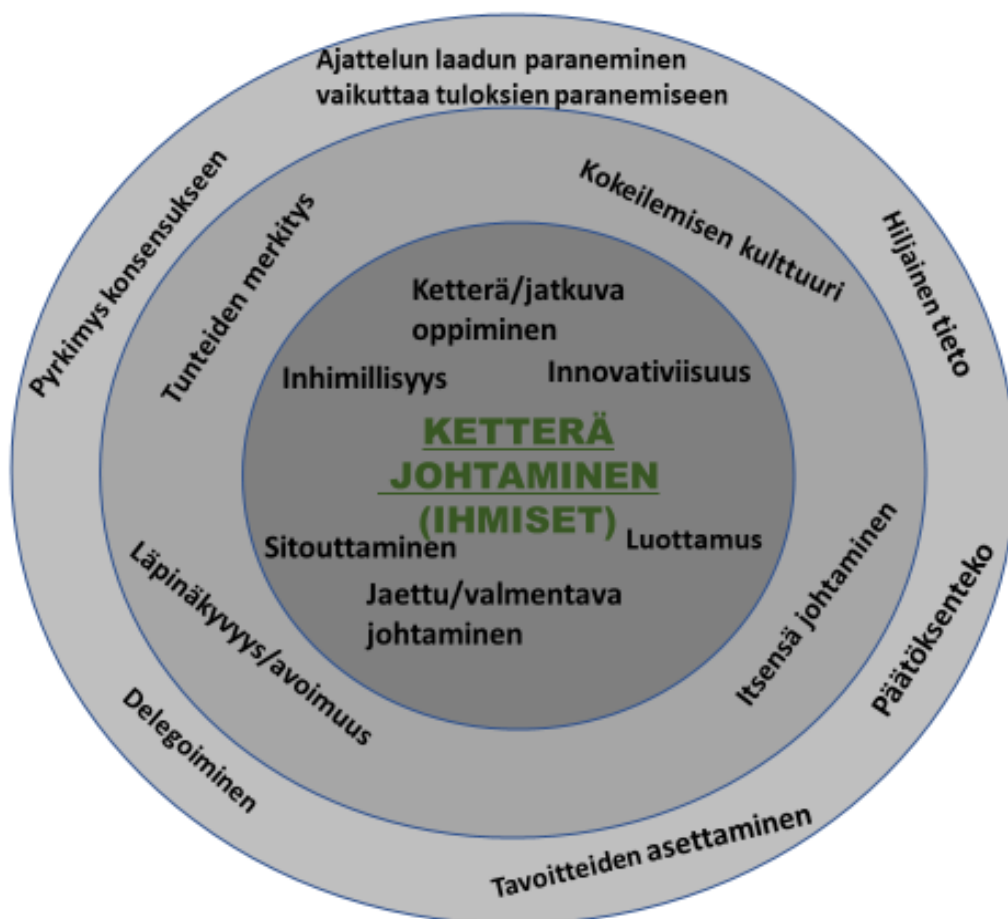 Ajattelun laadun paraneminen
vaikuttaa tuloksien paranemiseen
Pyrkimys konsensukseen
Tunteiden merkitys
Kokeilemisen kulttuuri
Hiljainen tieto
Ketterä/jatkuva
oppiminen
Inhimillisyys
Innovativiisuus
KETTERÄ
JOHTAMINEN
(IHMISET)
Sitouttaminen
Luottamus
Jaettu/valmentava
johtaminen
Läpinäkyvyys/avoimuus
Itsensä johtaminen
Päätöksenteko
Delegoiminen
Tavoitteiden asettaminen